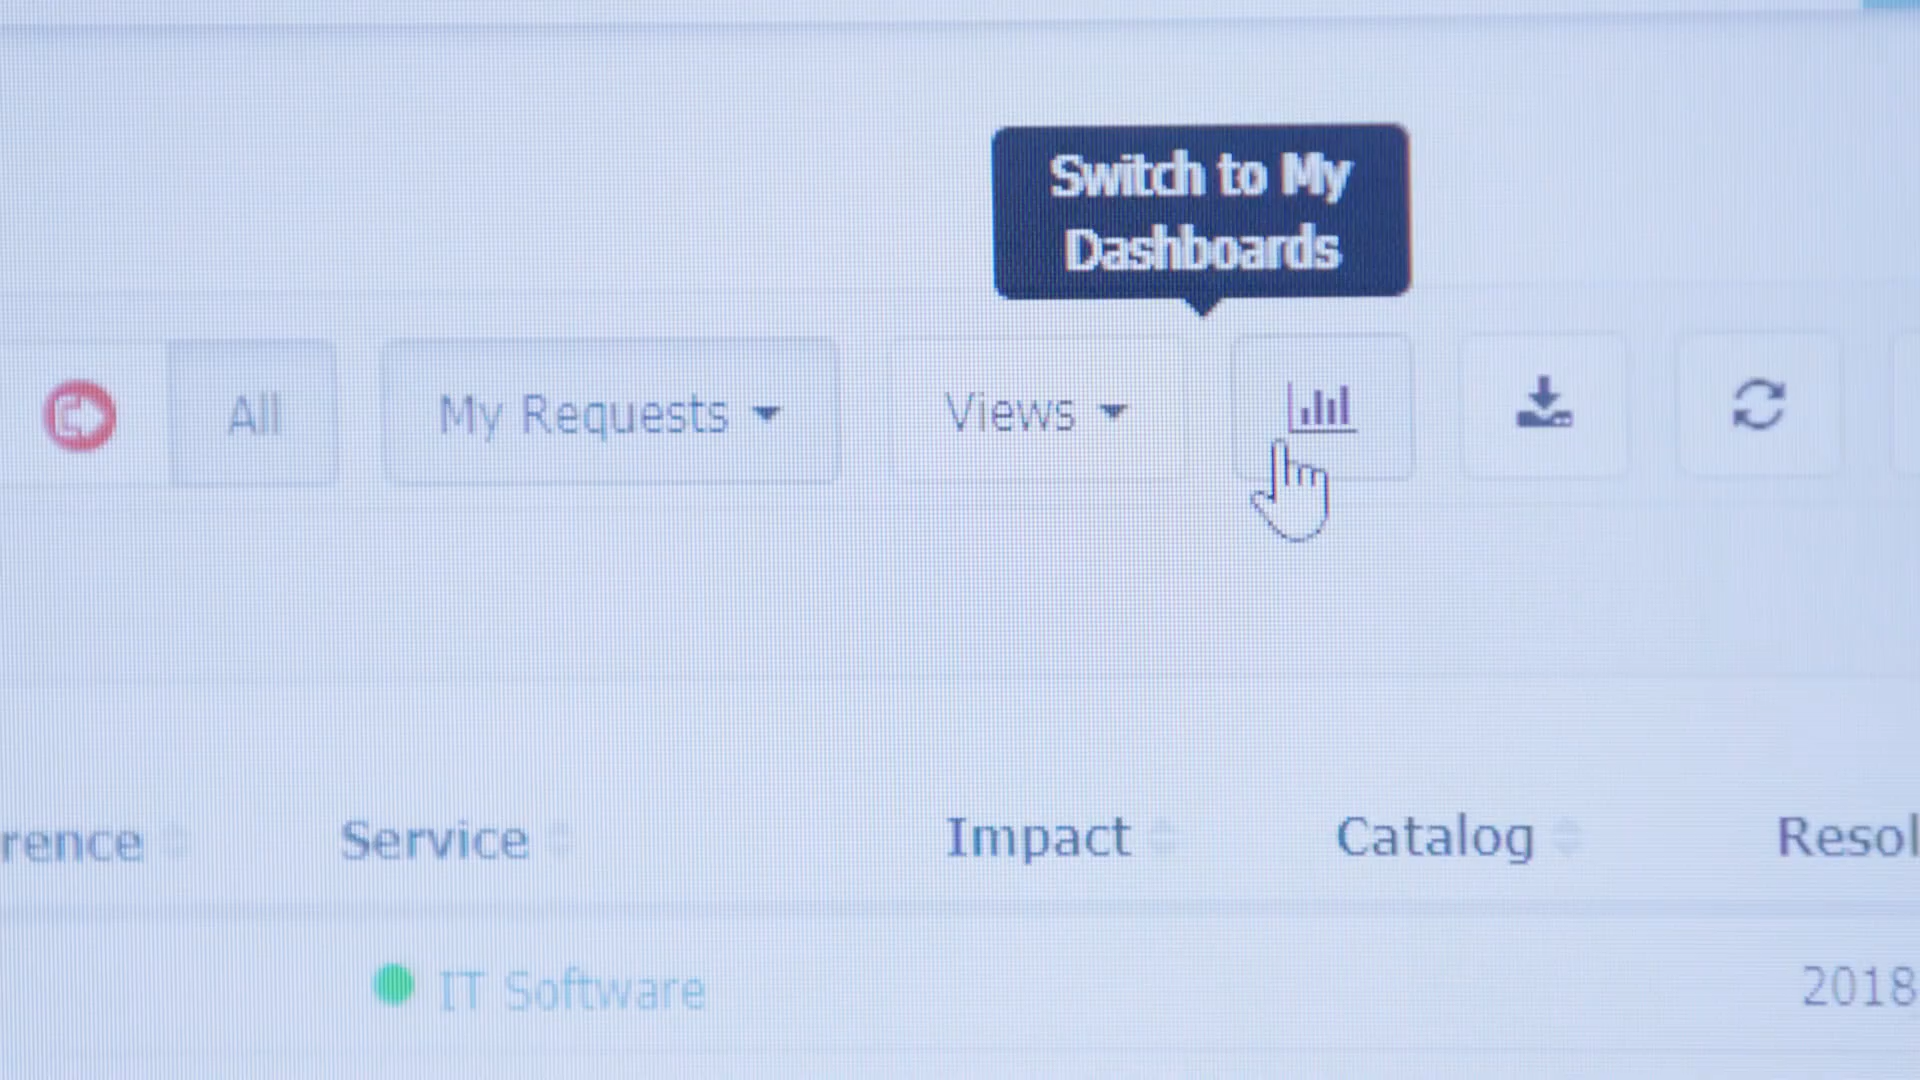 Switch to My
Dashboards
All
My Requests
Views
rence
Service
Impact
Catalog
Resol
IT Software
2018